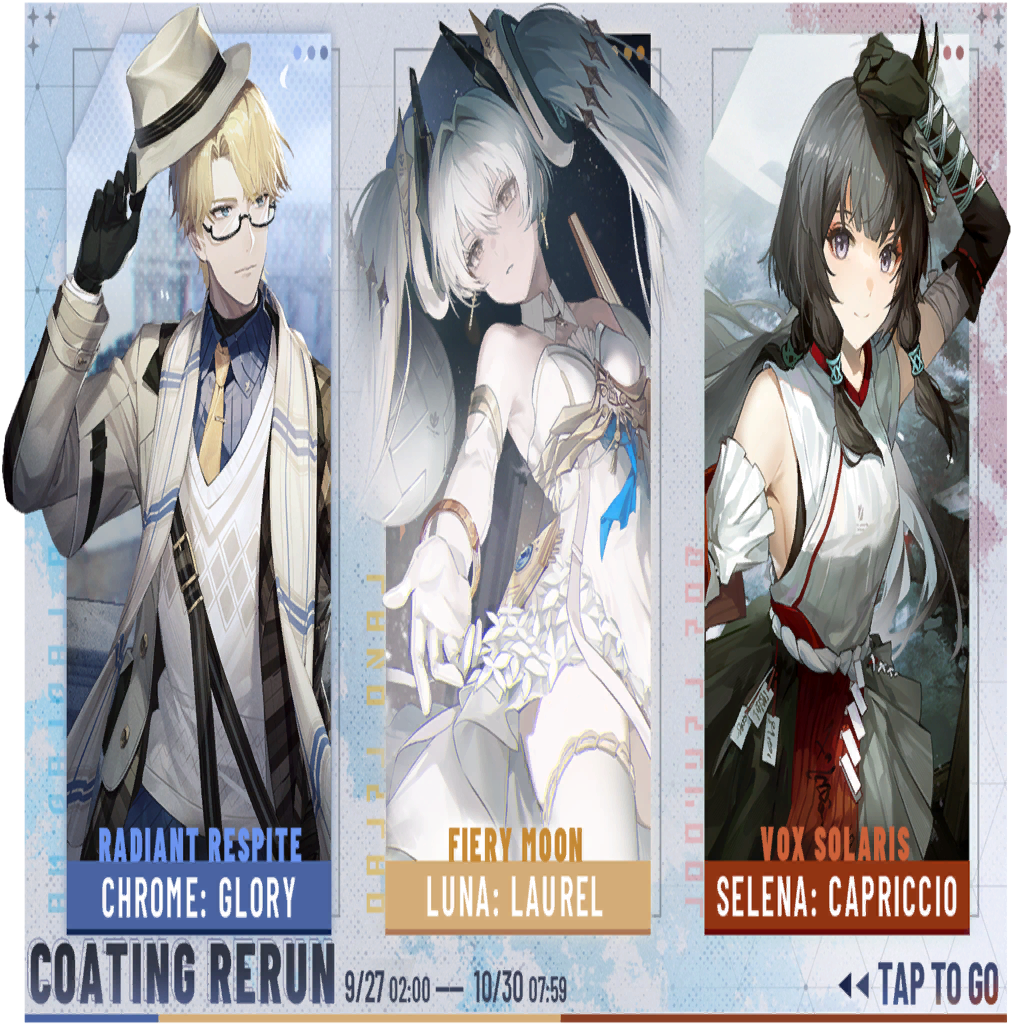 RADIANT RESPITE
CHROME: GLORY
FIERY MOON
LUNA: LAUREL
VOX SOLARIS
SELENA: CAPRICCIO
COATING RERUN 9/27 02:00 — 10/30 07:59
TAP TO GO